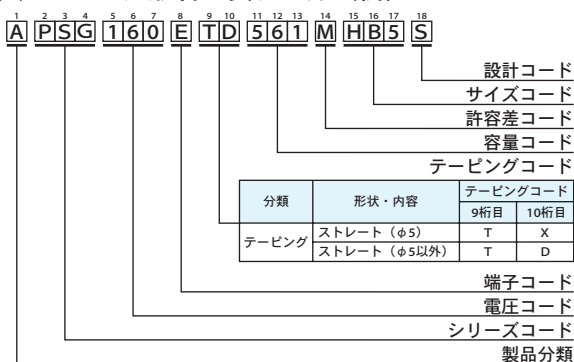 1 2 3 4 5 6 7 8 9 10 11 12 13 14 15 16 17 18
A PSG 160 E TD 561 M HB5 S
設計コード
サイズコード
許容差コード
容量コード
テーピングコード
分類 形状・内容 テーピングコード
9桁目 10桁目
テーピング ストレート（φ5） T X
ストレート（φ5以外） T D
端子コード
電圧コード
シリーズコード
製品分類